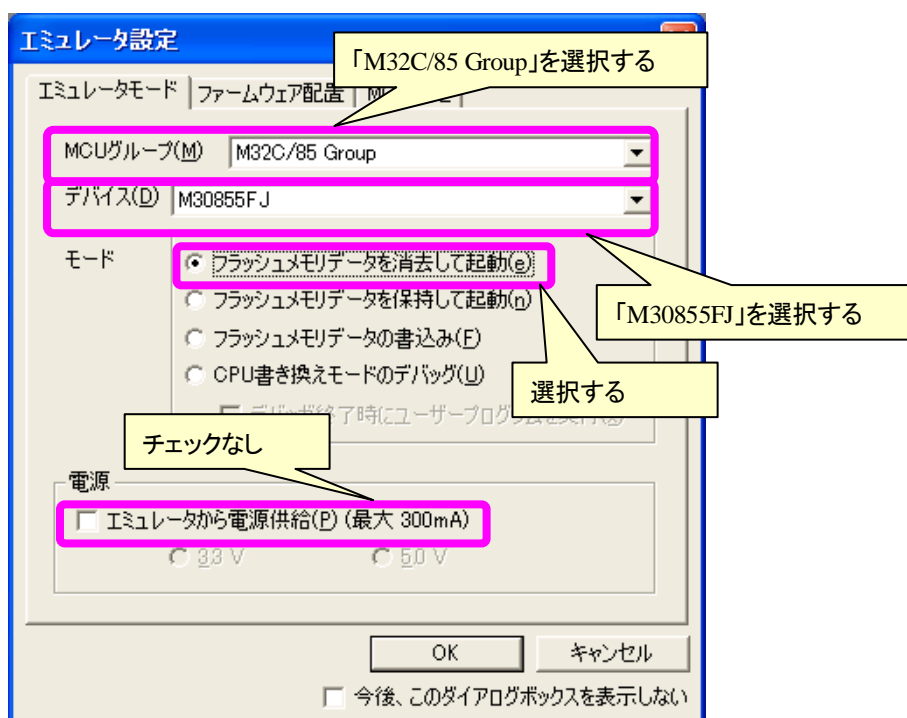 エミュレータ設定
「M32C/85 Group」を選択する
エミュレータモード ファームウェア配置
MCUグループ(M) M32C/85 Group
デバイス(D) M30855FJ
モード
フラッシュメモリデータを消去して起動(e)
フラッシュメモリデータを保持して起動(n)
「M30855FJ」を選択する
フラッシュメモリデータの書込み(F)
CPU書き換えモードのデバッグ(U)
選択する
チェックなし
電源
エミュレータから電源供給(P) (最大 300mA)
3.3 V 5.0 V
OK キャンセル
今後、このダイアログボックスを表示しない